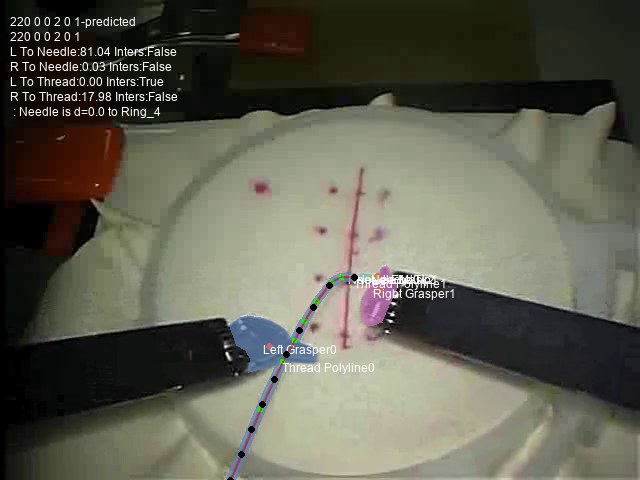 220 0 0 2 0 1-predicted
220 0 0 2 0 1
L To Needle:81.04 Inters:False
R To Needle:0.03 Inters:False
L To Thread:0.00 Inters:True
R To Thread:17.98 Inters:False
: Needle is d=0.0 to Ring_4
Thread Polyline1
Right Grasper1
Left Grasper0
Thread Polyline0